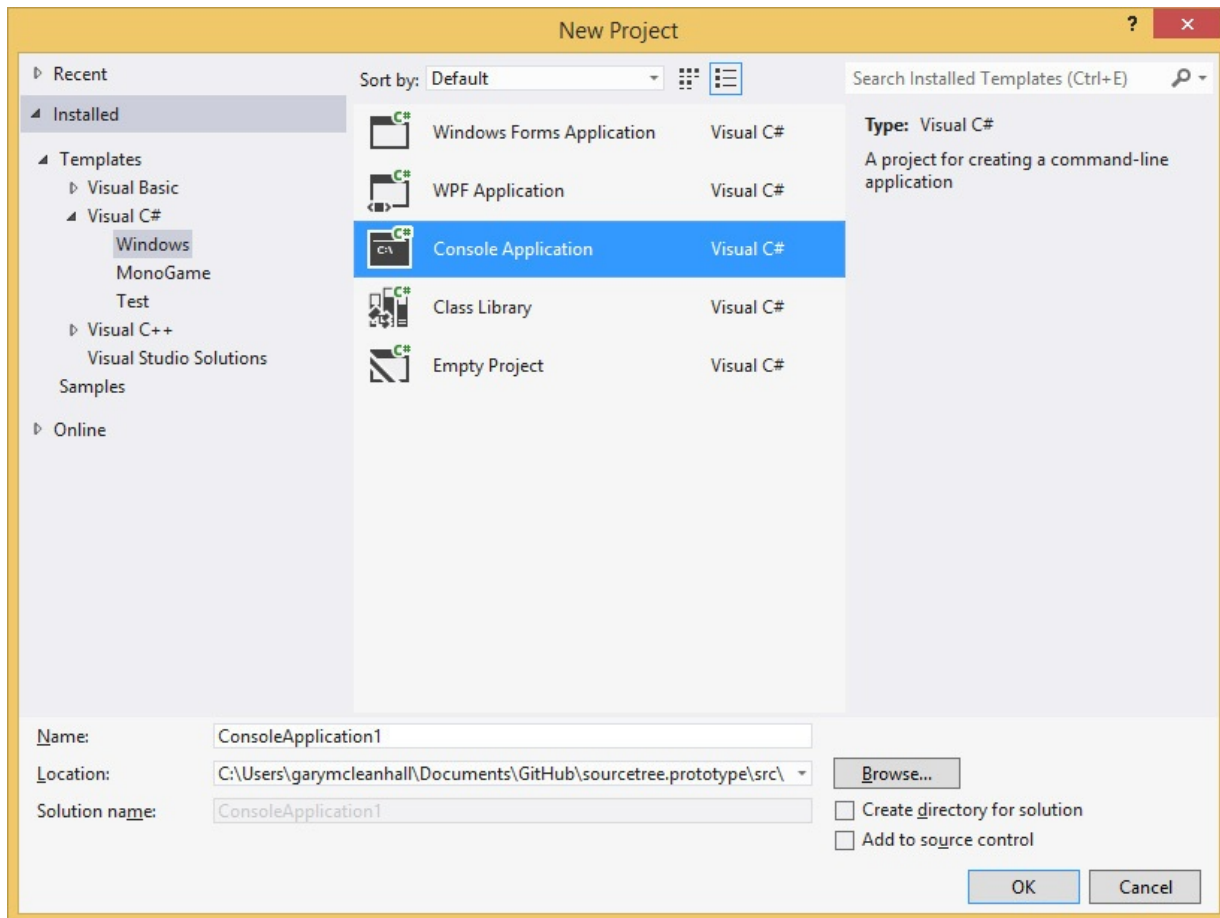 New Project
?
Recent
Installed
Templates
Visual Basic
Visual C#
Windows
MonoGame
Test
Visual C++
Visual Studio Solutions
Samples
Online
Sort by: Default
C# Windows Forms Application Visual C#
C# WPF Application Visual C#
C# C:\ Console Application Visual C#
C# Class Library Visual C#
C# Empty Project Visual C#
Search Installed Templates (Ctrl+E)
Type: Visual C#
A project for creating a command-line
application
Name: ConsoleApplication1
Location: C:\Users\garymcleanhall\Documents\GitHub\sourcetree.prototype\src\ Browse...
Solution name: ConsoleApplication1
Create directory for solution
Add to source control
OK Cancel